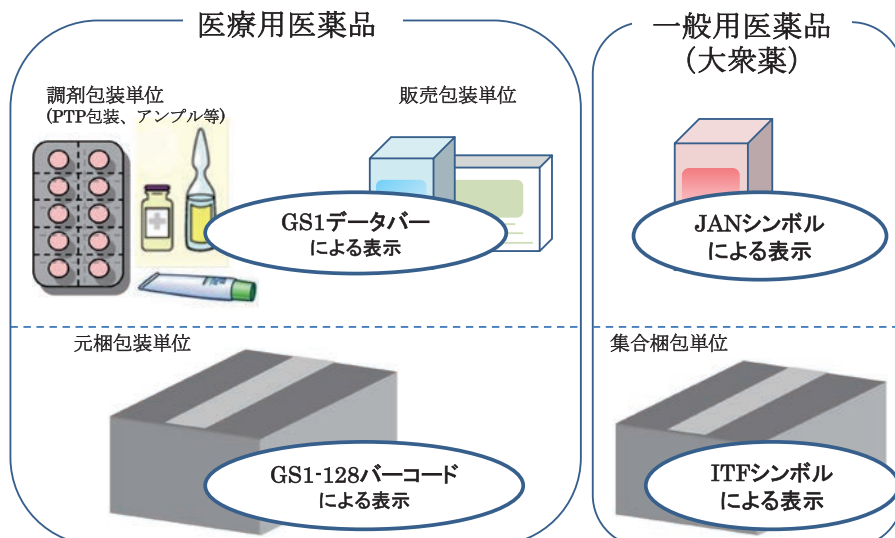 医療用医薬品
調剤包装単位
(PTP包装、アンプル等)
販売包装単位
GS1データバー
による表示
元梱包装単位
GS1-128バーコード
による表示
一般用医薬品
(大衆薬)
JANシンボル
による表示
集合梱包単位
ITFシンボル
による表示